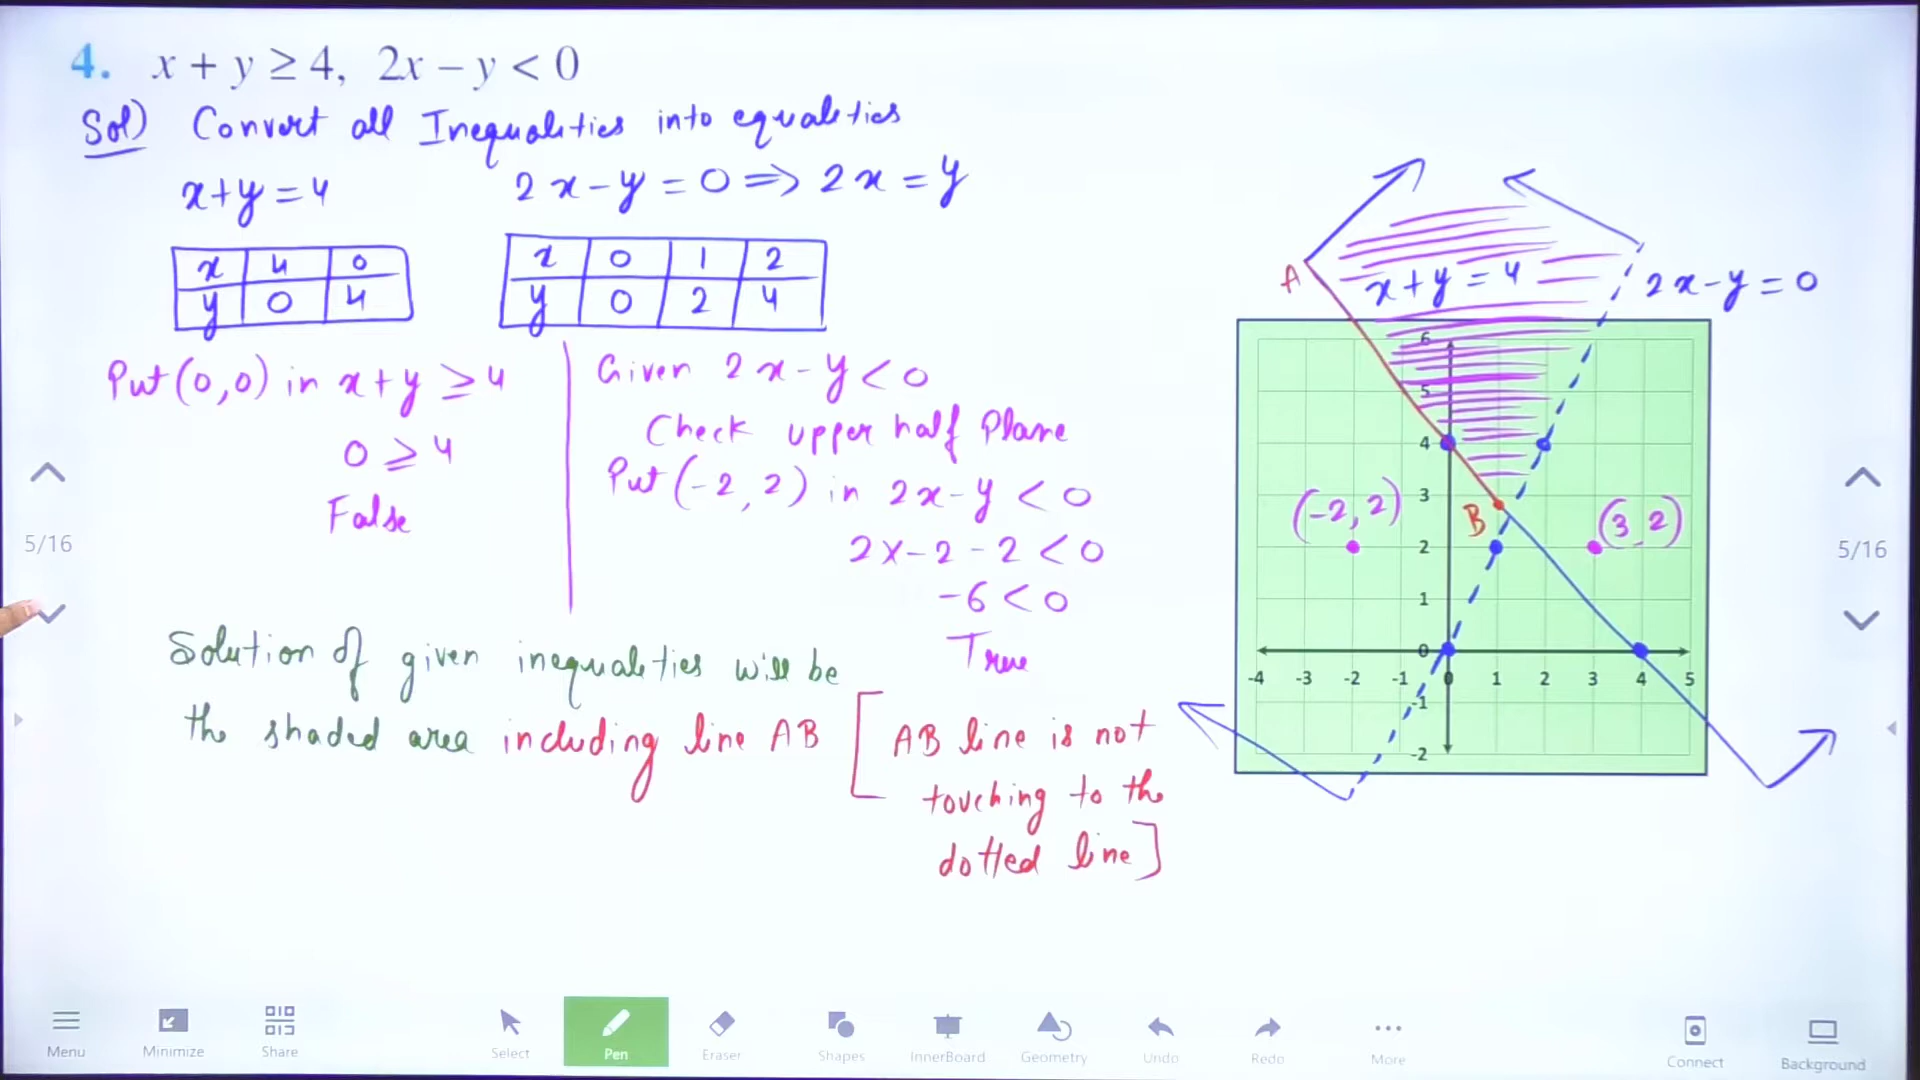 4. x + y ≥ 4, 2x – y < 0
Sol) Convert all Inequalities into equalities
x+y=4
2x-y=0 ⇒ 2x=y
x 4 0
y 0 4
x 0 1 2
y 0 2 4
Put (0,0) in x+y ≥ 4
0 ≥ 4
False
Given 2x-y<0
Check upper half Plane
Put (-2,2) in 2x-y<0
2x-2-2<0
-6<0
True
Solution of given inequalities will be
the shaded area including line AB [AB line is not
touching to the
dotted line]
A
x+y=4
2x-y=0
6
5
4
3
2
1
0
-1
-2
-4 -3 -2 -1 0 1 2 3 4 5
(-2,2)
B
(3,2)
5/16
5/16
Menu
Minimize
Share
Select
Pen
Eraser
Shapes
InnerBoard
Geometry
Undo
Redo
More
Connect
Background